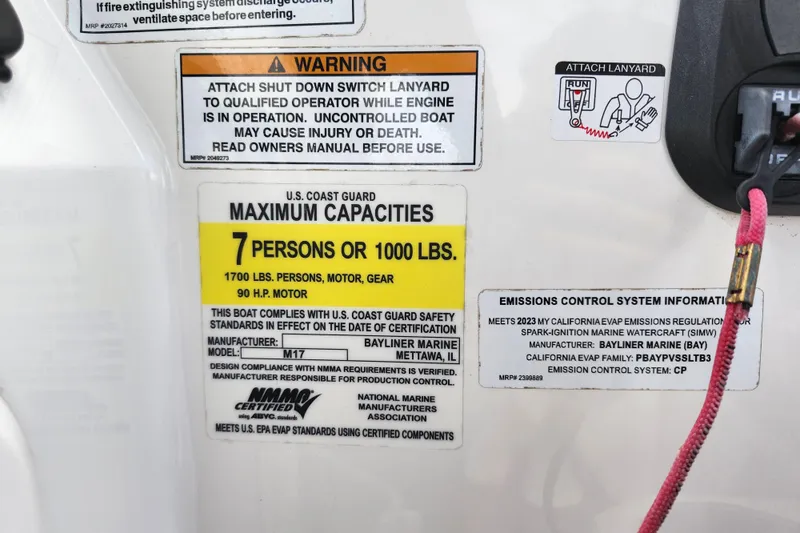 If fire extinguishing system discharge occurs,
ventilate space before entering.
MRP #2027314
WARNING
ATTACH SHUT DOWN SWITCH LANYARD
TO QUALIFIED OPERATOR WHILE ENGINE
IS IN OPERATION. UNCONTROLLED BOAT
MAY CAUSE INJURY OR DEATH.
READ OWNERS MANUAL BEFORE USE.
MRP# 2049273
ATTACH LANYARD
RUN
OFF
RU
U.S. COAST GUARD
MAXIMUM CAPACITIES
7 PERSONS OR 1000 LBS.
1700 LBS. PERSONS, MOTOR, GEAR
90 H.P. MOTOR
THIS BOAT COMPLIES WITH U.S. COAST GUARD SAFETY
STANDARDS IN EFFECT ON THE DATE OF CERTIFICATION
MANUFACTURER: BAYLINER MARINE
MODEL: M17 METTAWA, IL
DESIGN COMPLIANCE WITH NMMA REQUIREMENTS IS VERIFIED.
MANUFACTURER RESPONSIBLE FOR PRODUCTION CONTROL.
NMMA
CERTIFIED
using ABYC standards
NATIONAL MARINE
MANUFACTURERS
ASSOCIATION
MEETS U.S. EPA EVAP STANDARDS USING CERTIFIED COMPONENTS
EMISSIONS CONTROL SYSTEM INFORMATI
MEETS 2023 MY CALIFORNIA EVAP EMISSIONS REGULATION FOR
SPARK-IGNITION MARINE WATERCRAFT (SIMW)
MANUFACTURER: BAYLINER MARINE (BAY)
CALIFORNIA EVAP FAMILY: PBAYPVSSLTB3
EMISSION CONTROL SYSTEM: CP
MRP# 2399889